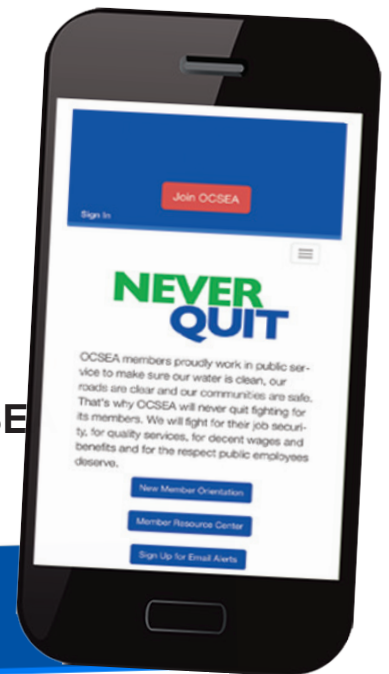 Join OCSEA
Sign In
NEVER
QUIT
OCSEA members proudly work in public ser-
vice to make sure our water is clean, our
roads are clear and our communities are safe.
That's why OCSEA will never quit fighting for
its members. We will fight for their job securi-
ty, for quality services, for decent wages and
benefits and for the respect public employees
deserve.
New Member Orientation
Member Resource Center
Sign Up for Email Alerts